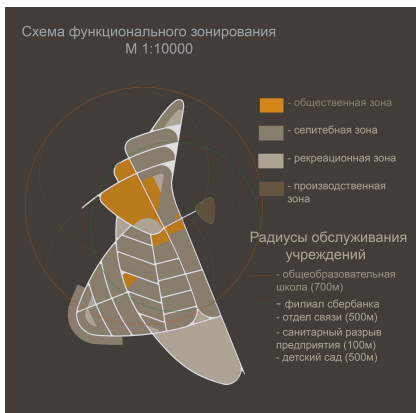 Схема функционального зонирования
М 1:10000
- общественная зона
- селитебная зона
- рекреационная зона
- производственная
зона
Радиусы обслуживания
учреждений
- общеобразовательная
школа (700м)
- филиал сбербанка
- отдел связи (500м)
- санитарный разрыв
предприятия (100м)
- детский сад (500м)